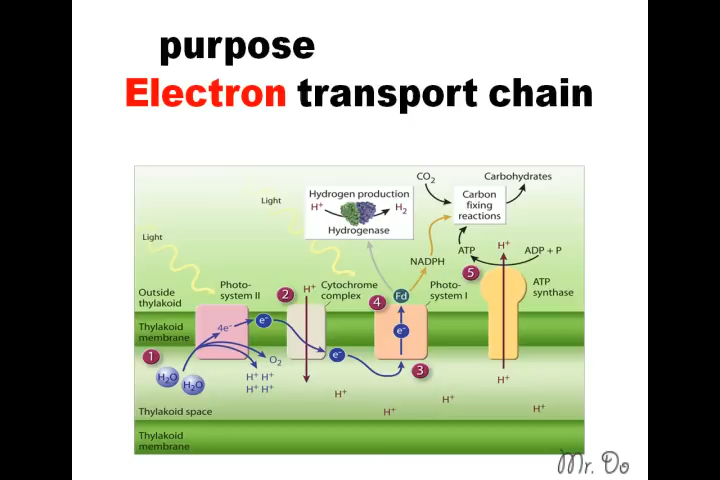 purpose
Electron transport chain
CO2
Carbohydrates
Hydrogen production
H+
H2
Hydrogenase
Carbon
fixing
reactions
Light
Light
ATP
H+
ADP + P
NADPH
5
Outside
thylakoid
Photo-
system II
2
H+
Cytochrome
complex
4
Fd
Photo-
system I
ATP
synthase
Thylakoid
membrane
4e-
e-
e-
e-
1
3
H2O
H2O
O2
H+ H+
H+ H+
H+
H+
H+
H+
H+
Thylakoid space
Thylakoid
membrane
Mr. Do